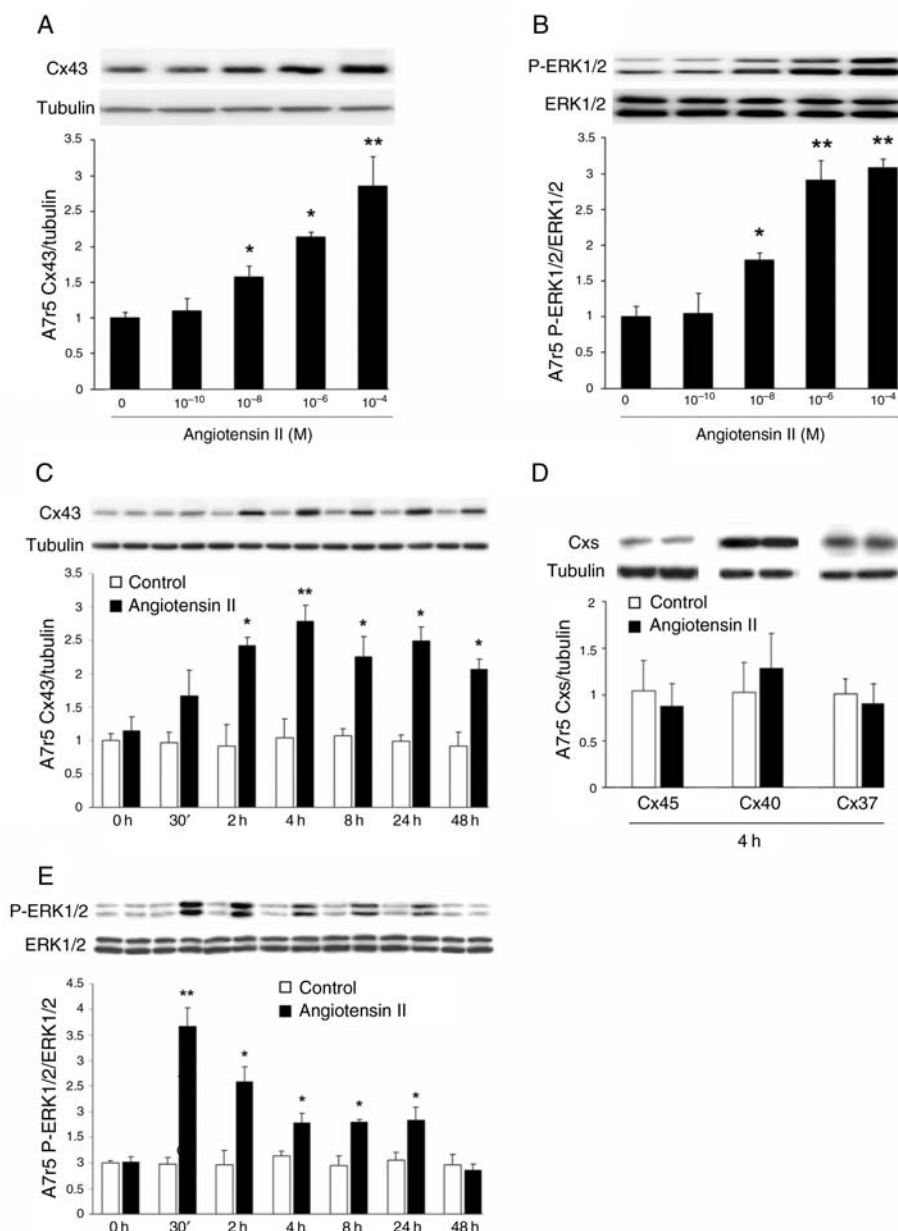 A
Cx43
Tubulin
A7r5 Cx43/tubulin
3.5
3
2.5
2
1.5
1
0.5
0
*
*
**
0 10⁻¹⁰ 10⁻⁸ 10⁻⁶ 10⁻⁴
Angiotensin II (M)
B
P-ERK1/2
ERK1/2
A7r5 P-ERK1/2/ERK1/2
3.5
3
2.5
2
1.5
1
0.5
0
*
**
**
0 10⁻¹⁰ 10⁻⁸ 10⁻⁶ 10⁻⁴
Angiotensin II (M)
C
Cx43
Tubulin
A7r5 Cx43/tubulin
3.5
3
2.5
2
1.5
1
0.5
0
Control
Angiotensin II
*
**
*
*
*
0 h 30′ 2 h 4 h 8 h 24 h 48 h
D
Cxs
Tubulin
A7r5 Cxs/tubulin
2
1.5
1
0.5
0
Control
Angiotensin II
Cx45 Cx40 Cx37
4 h
E
P-ERK1/2
ERK1/2
A7r5 P-ERK1/2/ERK1/2
4.5
4
3.5
3
2.5
3
1.5
3
0.5
0
Control
Angiotensin II
**
*
*
*
*
0 h 30′ 2 h 4 h 8 h 24 h 48 h